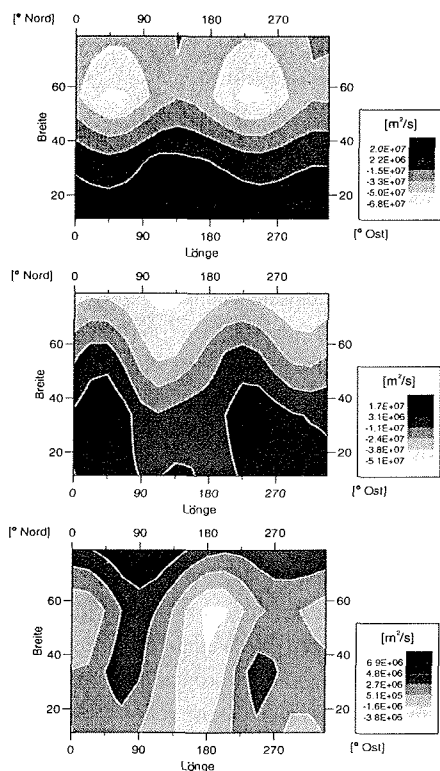 [° Nord] 0 90 180 270
60 60
40 40
20 20
Breite
0 90 180 270 [° Ost]
Länge
[m²/s]
2.0E+07
2.2E+06
-1.5E+07
-3.3E+07
-5.0E+07
-6.8E+07
[° Nord] 0 90 180 270
60 60
40 40
20 20
Breite
0 90 180 270 [° Ost]
Länge
[m²/s]
1.7E+07
3.1E+06
-1.1E+07
-2.4E+07
-3.8E+07
-5.1E+07
[° Nord] 0 90 180 270
60 60
40 40
20 20
Breite
0 90 180 270 [° Ost]
Länge
[m²/s]
6.9E+06
4.8E+06
2.7E+06
5.1E+05
-1.6E+06
-3.8E+06